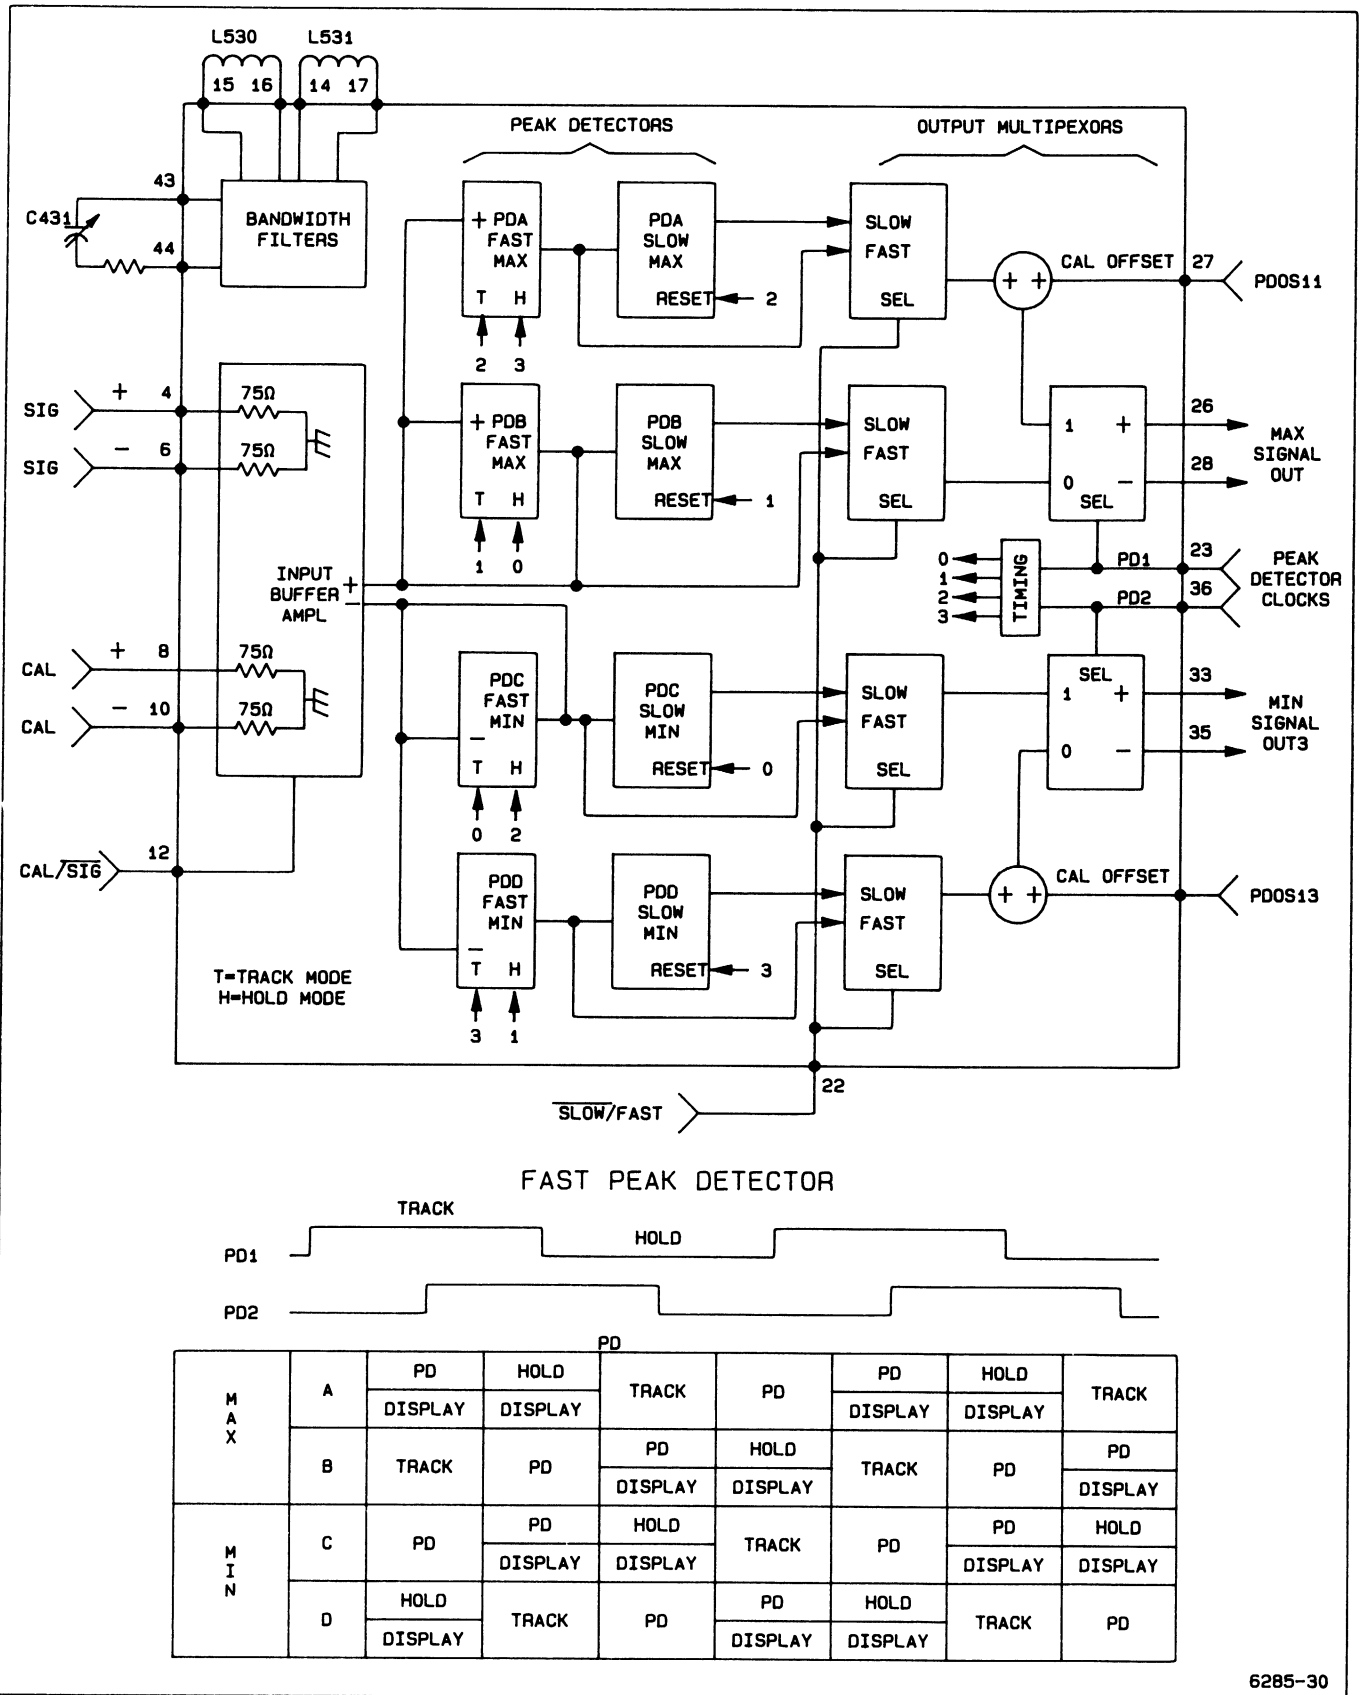 L530
L531
15 16
14 17
PEAK DETECTORS
OUTPUT MULTIPEXORS
43
C431
44
BANDWIDTH
FILTERS
+ PDA
FAST
MAX
T H
2 3
PDA
SLOW
MAX
RESET
2
SLOW
FAST
SEL
+ +
CAL OFFSET
27
PDOS11
SIG
+
4
75Ω
SIG
-
6
75Ω
+ PDB
FAST
MAX
T H
1 0
PDB
SLOW
MAX
RESET
1
SLOW
FAST
SEL
1 +
0 -
SEL
26
28
MAX
SIGNAL
OUT
INPUT
BUFFER
AMPL
+
-
0
1
2
3
TIMING
PD1
PD2
23
36
PEAK
DETECTOR
CLOCKS
CAL
+
8
75Ω
CAL
-
10
75Ω
PDC
FAST
MIN
-
T H
0 2
PDC
SLOW
MIN
RESET
0
SLOW
FAST
SEL
SEL
1 +
0 -
33
35
MIN
SIGNAL
OUT3
CAL/SIG
12
PDD
FAST
MIN
-
T H
3 1
PDD
SLOW
MIN
RESET
3
SLOW
FAST
SEL
+ +
CAL OFFSET
PDOS13
T=TRACK MODE
H=HOLD MODE
22
SLOW/FAST
FAST PEAK DETECTOR
TRACK
HOLD
PD1
PD2
PD
MAX
A
PD HOLD TRACK PD PD HOLD TRACK
DISPLAY DISPLAY DISPLAY DISPLAY
B
TRACK PD PD HOLD TRACK PD PD
DISPLAY DISPLAY DISPLAY
MIN
C
PD PD HOLD TRACK PD PD HOLD
DISPLAY DISPLAY DISPLAY DISPLAY
D
HOLD TRACK PD PD HOLD TRACK PD
DISPLAY DISPLAY DISPLAY
6285-30